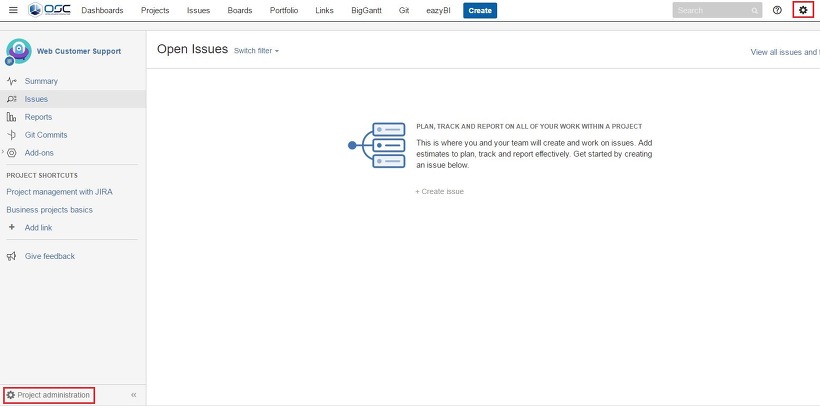 OSC Dashboards Projects Issues Boards Portfolio Links BigGantt Git eazyBI Create Search
Web Customer Support
Open Issues Switch filter
View all issues and f
Summary
Issues
Reports
Git Commits
Add-ons
PROJECT SHORTCUTS
Project management with JIRA
Business projects basics
Add link
Give feedback
PLAN, TRACK AND REPORT ON ALL OF YOUR WORK WITHIN A PROJECT
This is where you and your team will create and work on issues. Add
estimates to plan, track and report effectively. Get started by creating
an issue below.
+ Create issue
Project administration «